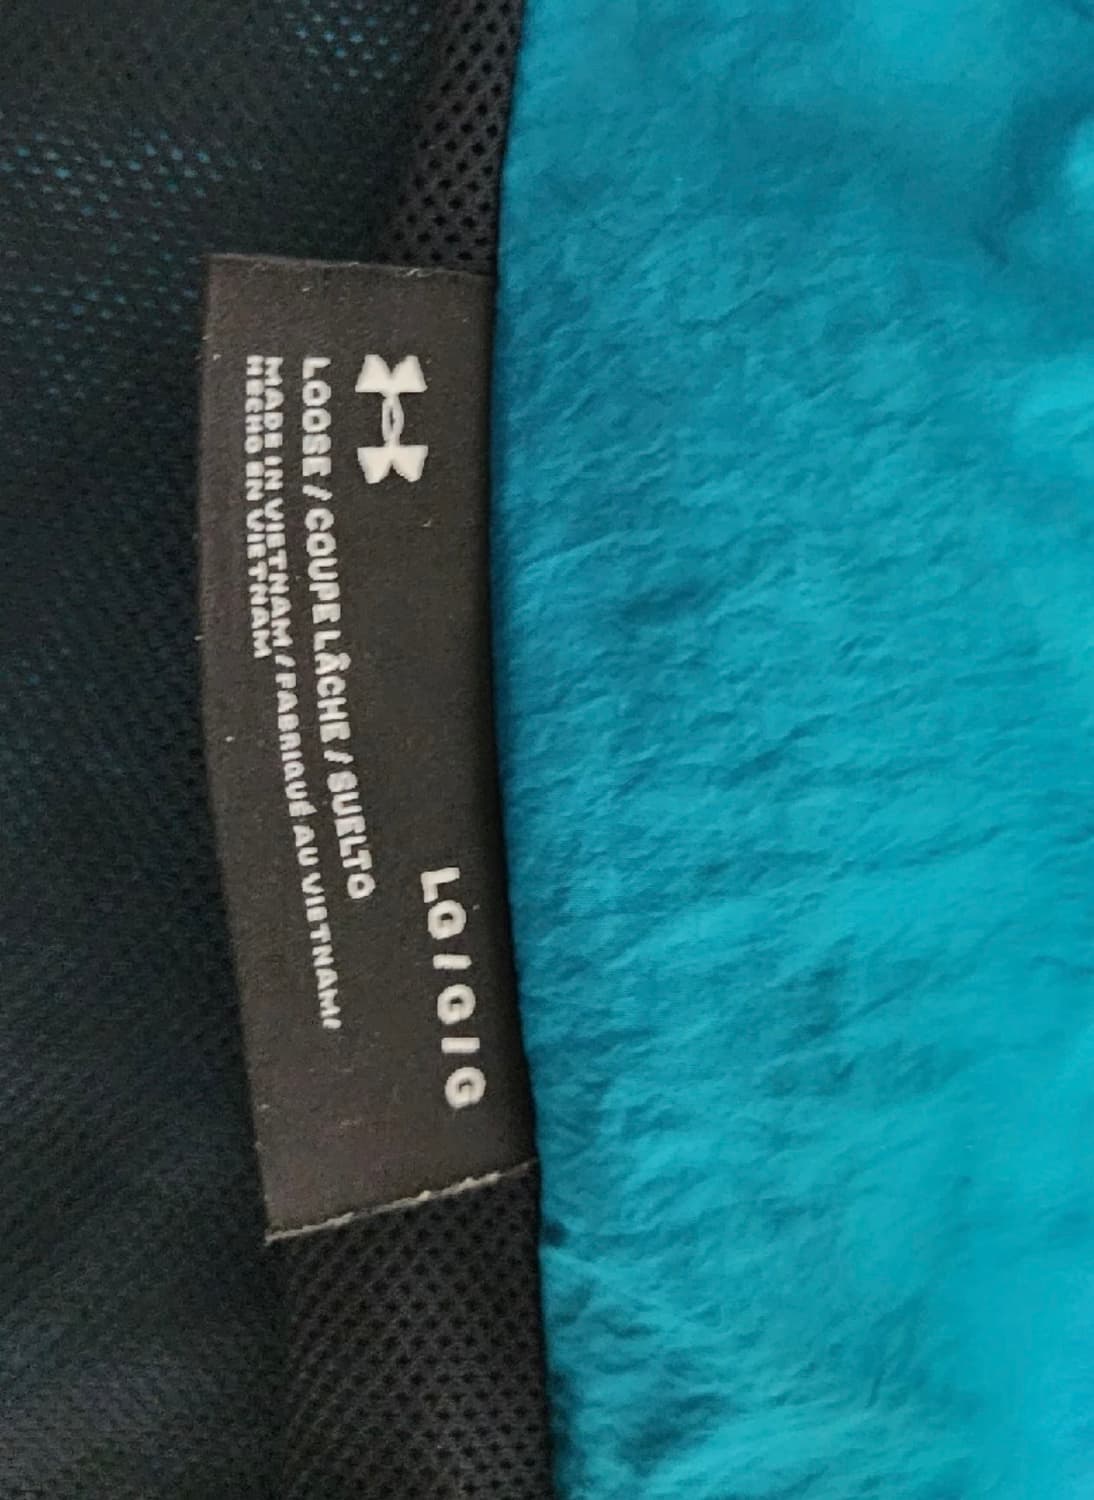 LG / G / G
LOOSE / COUPE LÂCHE / SUELTO
MADE IN VIETNAM / FABRIQUÉ AU VIETNAM /
HECHO EN VIETNAM